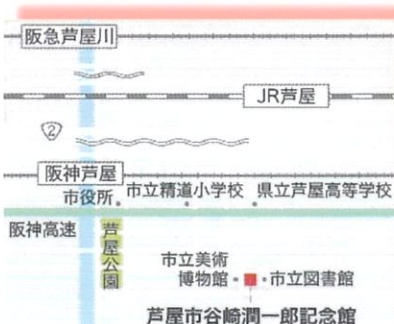 阪急芦屋川
JR芦屋
2
阪神芦屋
市役所
市立精道小学校
県立芦屋高等学校
阪神高速
芦屋公園
市立美術
博物館
市立図書館
芦屋市谷崎潤一郎記念館